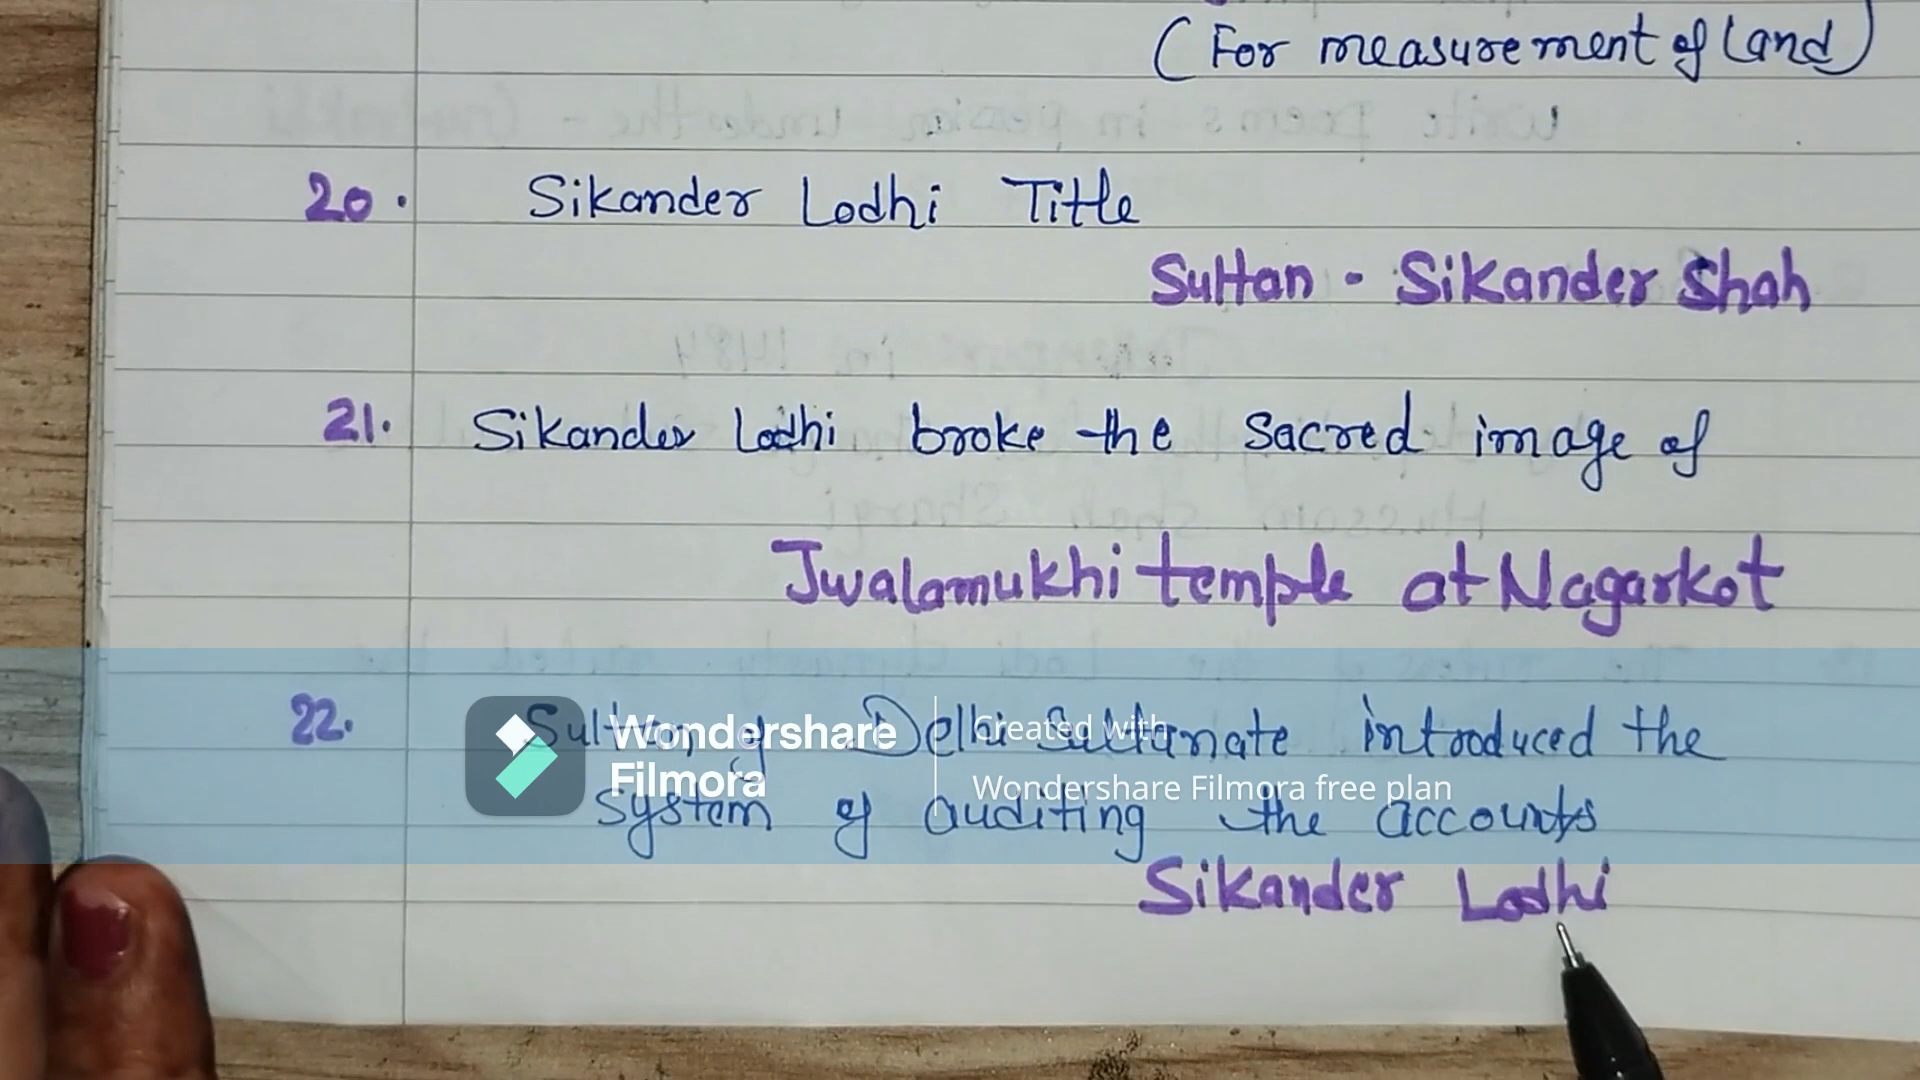 (For measurement of Land)
20. Sikander Lodhi Title
Sultan - Sikander Shah
21. Sikander Lodhi broke the sacred image of
Jwalamukhi temple at Nagarkot
22. Sultan of Delhi Sultanate introduced the
system of auditing the accounts
Sikander Lodhi
Wondershare
Filmora
Created with
Wondershare Filmora free plan